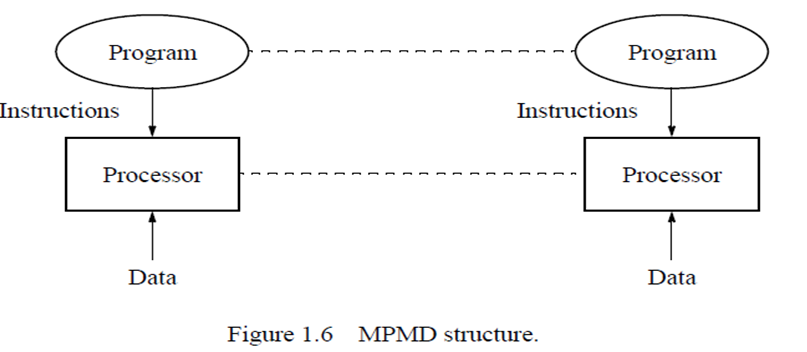 Program Program
Instructions Instructions
Processor Processor
Data Data
Figure 1.6 MPMD structure.